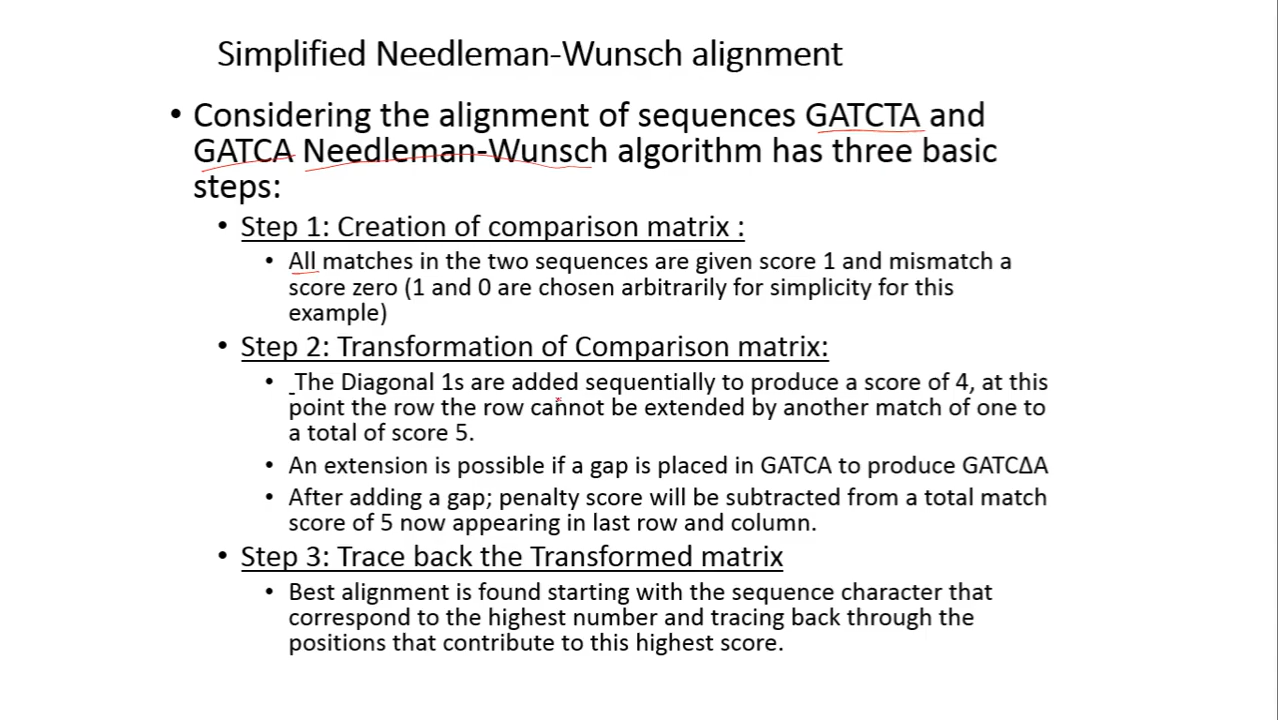 Simplified Needleman-Wunsch alignment
• Considering the alignment of sequences GATCTA and
GATCA Needleman-Wunsch algorithm has three basic
steps:
• Step 1: Creation of comparison matrix :
• All matches in the two sequences are given score 1 and mismatch a
score zero (1 and 0 are chosen arbitrarily for simplicity for this
example)
• Step 2: Transformation of Comparison matrix:
• The Diagonal 1s are added sequentially to produce a score of 4, at this
point the row the row cannot be extended by another match of one to
a total of score 5.
• An extension is possible if a gap is placed in GATCA to produce GATCΔA
• After adding a gap; penalty score will be subtracted from a total match
score of 5 now appearing in last row and column.
• Step 3: Trace back the Transformed matrix
• Best alignment is found starting with the sequence character that
correspond to the highest number and tracing back through the
positions that contribute to this highest score.